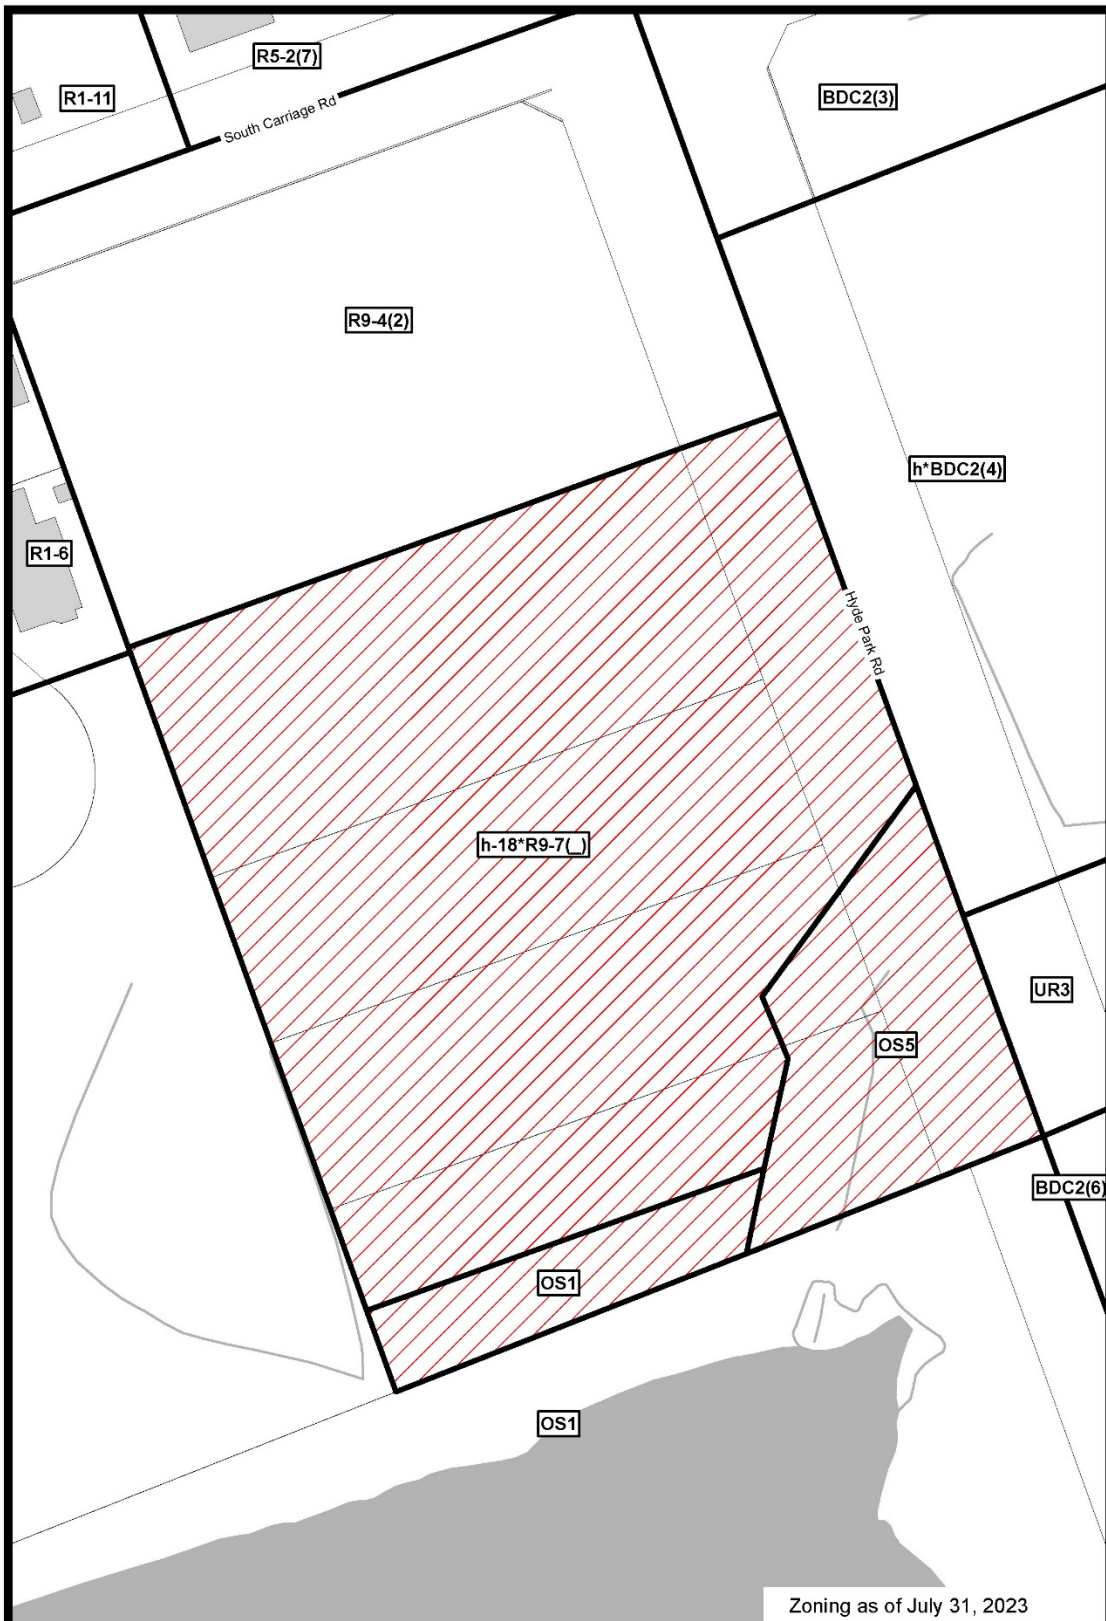 R5-2(7)
R1-11
BDC2(3)
South Carriage Rd
R9-4(2)
h*BDC2(4)
R1-6
Hyde Park Rd
h-18*R9-7(_)
UR3
OS5
BDC2(6)
OS1
OS1
Zoning as of July 31, 2023